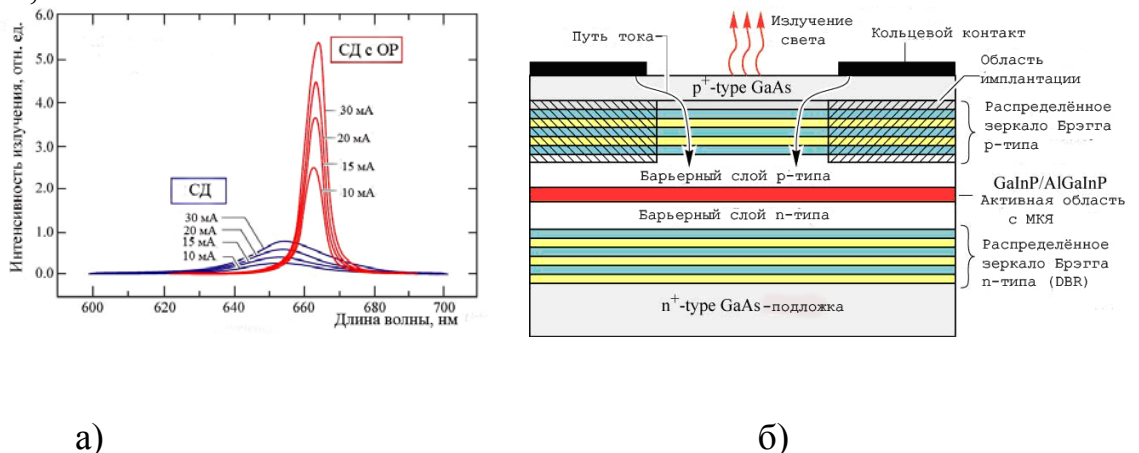 Интенсивность излучения, отн. ед.
6.0
5.0
4.0
3.0
2.0
1.0
0.0
СД с ОР
30 мА
20 мА
15 мА
10 мА
СД
30 мА
20 мА
15 мА
10 мА
600
620
640
660
680
700
Длина волны, нм
а)
Излучение
света
Путь тока
Кольцевой контакт
Область
имплантации
p+-type GaAs
Распределённое
зеркало Брэгга
p-типа
Барьерный слой p-типа
GaInP/AlGaInP
Активная область
с МКЯ
Барьерный слой n-типа
Распределённое
зеркало Брэгга
n-типа (DBR)
n+-type GaAs-подложка
б)